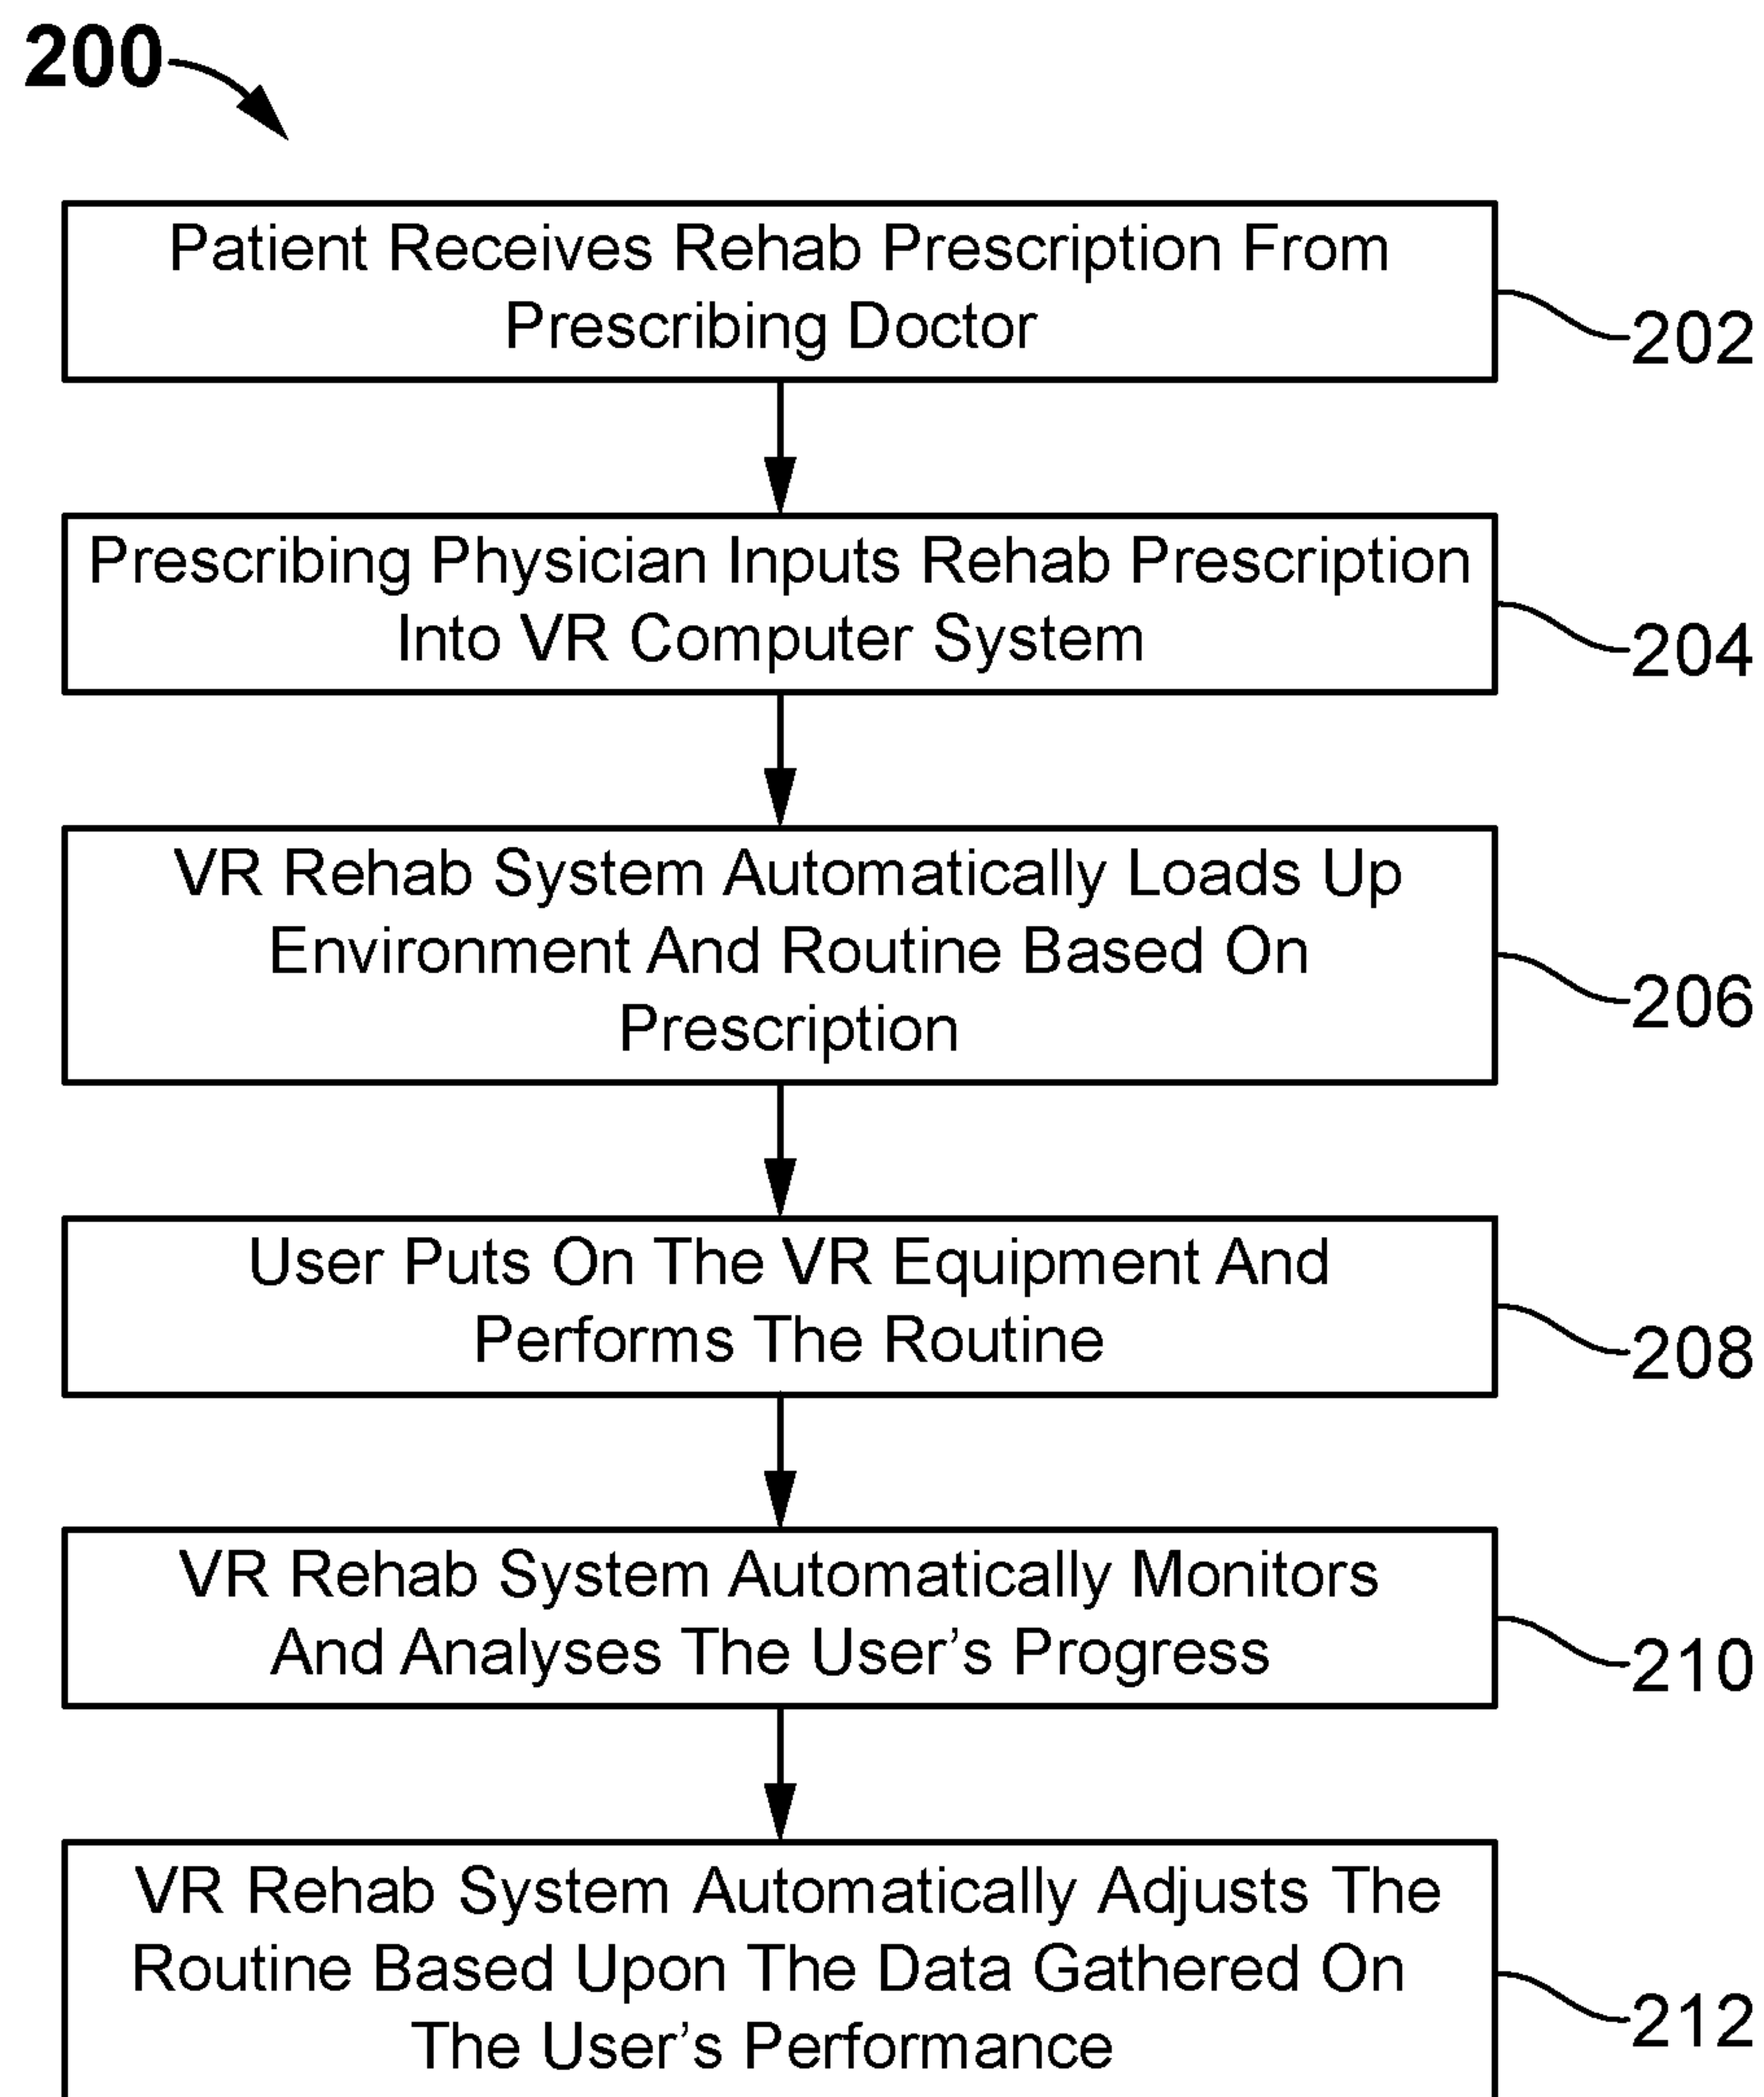 200
Patient Receives Rehab Prescription From
Prescribing Doctor
202
Prescribing Physician Inputs Rehab Prescription
Into VR Computer System
204
VR Rehab System Automatically Loads Up
Environment And Routine Based On
Prescription
206
User Puts On The VR Equipment And
Performs The Routine
208
VR Rehab System Automatically Monitors
And Analyses The User's Progress
210
VR Rehab System Automatically Adjusts The
Routine Based Upon The Data Gathered On
The User's Performance
212